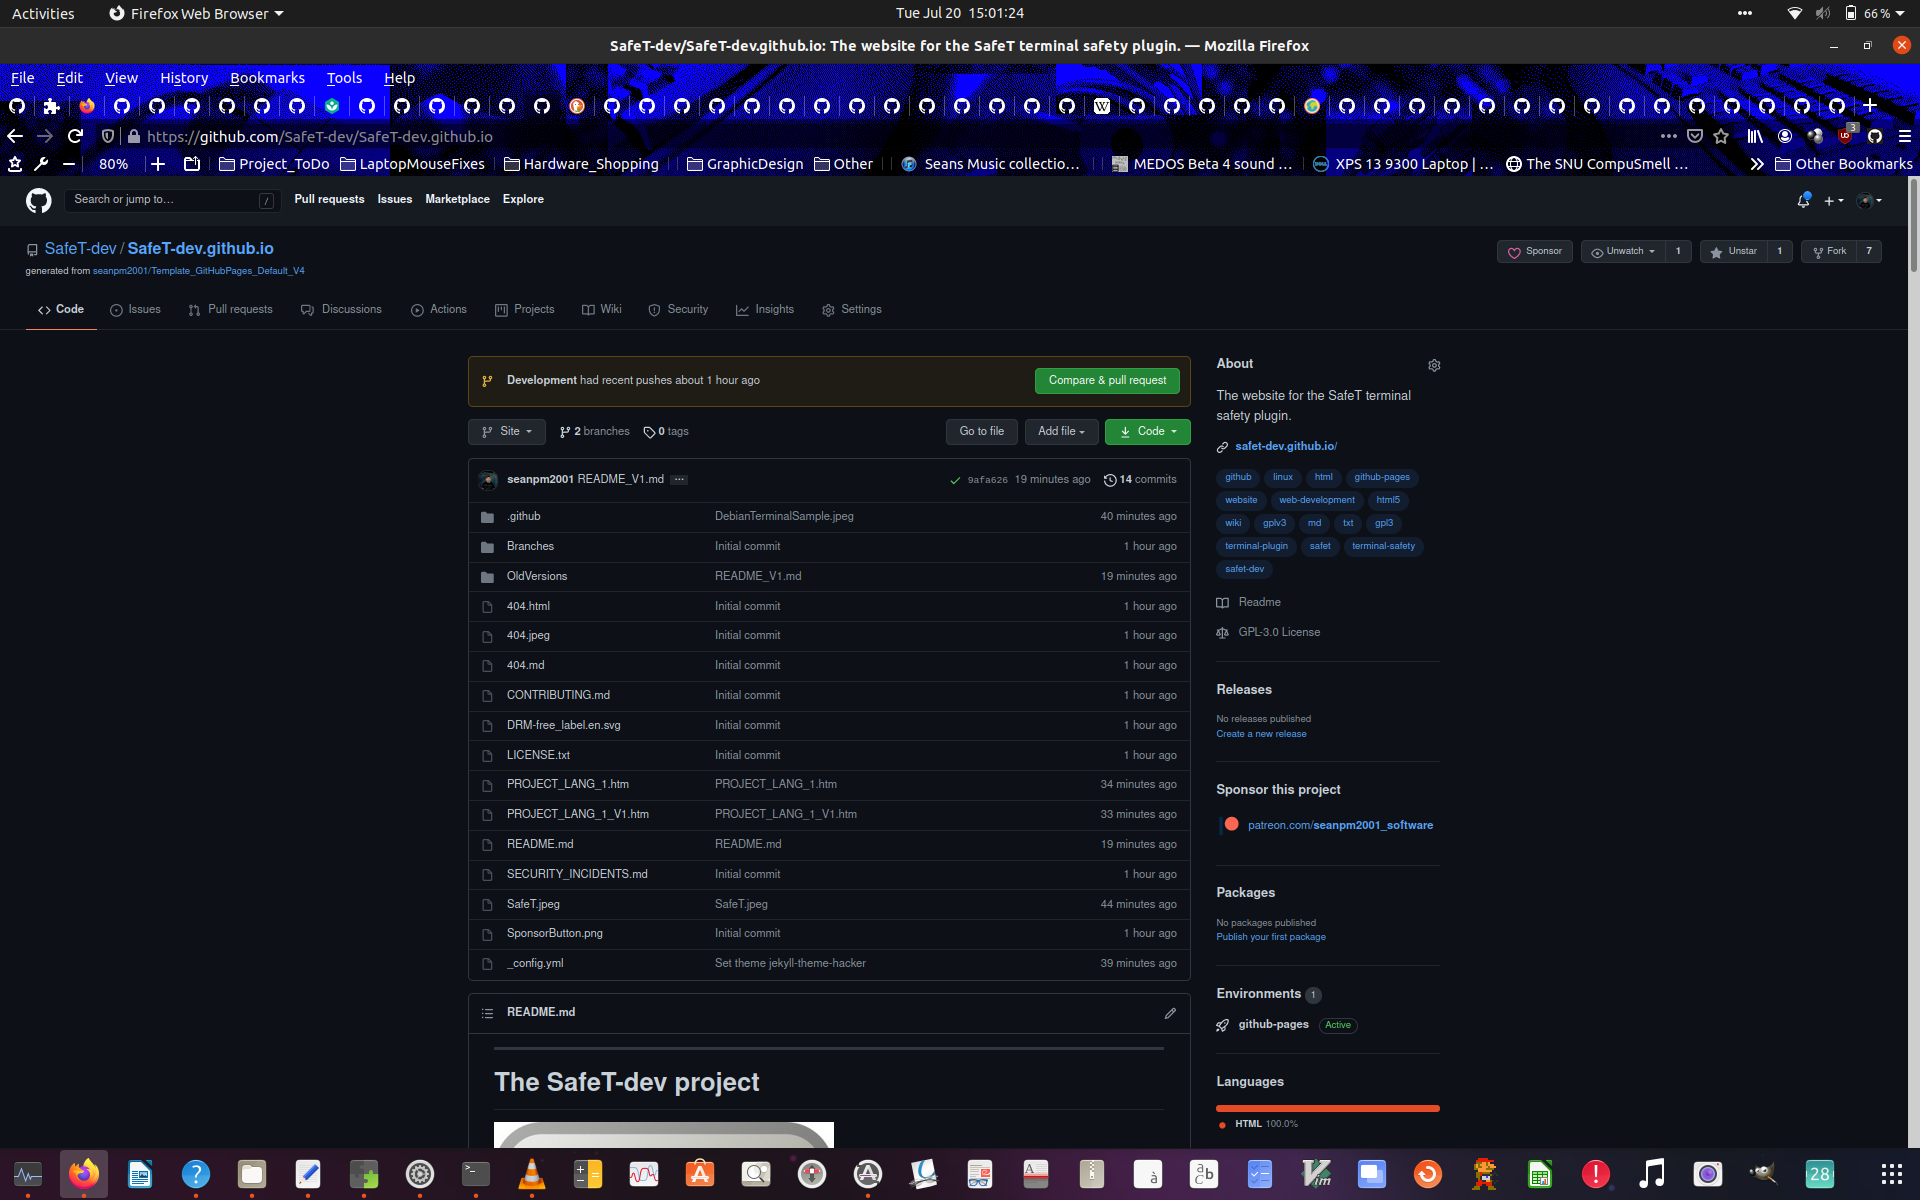 Activities Firefox Web Browser Tue Jul 20 15:01:24 66 %
SafeT-dev/SafeT-dev.github.io: The website for the SafeT terminal safety plugin. — Mozilla Firefox
File Edit View History Bookmarks Tools Help
https://github.com/SafeT-dev/SafeT-dev.github.io 3
80% Project_ToDo LaptopMouseFixes Hardware_Shopping GraphicDesign Other Seans Music collectio… MEDOS Beta 4 sound … XPS 13 9300 Laptop | … The SNU CompuSmell … Other Bookmarks
Search or jump to… / Pull requests Issues Marketplace Explore
SafeT-dev / SafeT-dev.github.io Sponsor Unwatch 1 Unstar 1 Fork 7
generated from seanpm2001/Template_GitHubPages_Default_V4
Code Issues Pull requests Discussions Actions Projects Wiki Security Insights Settings
Development had recent pushes about 1 hour ago Compare & pull request
Site 2 branches 0 tags Go to file Add file Code
seanpm2001 README_V1.md ... 9afa626 19 minutes ago 14 commits
.github DebianTerminalSample.jpeg 40 minutes ago
Branches Initial commit 1 hour ago
OldVersions README_V1.md 19 minutes ago
404.html Initial commit 1 hour ago
404.jpeg Initial commit 1 hour ago
404.md Initial commit 1 hour ago
CONTRIBUTING.md Initial commit 1 hour ago
DRM-free_label.en.svg Initial commit 1 hour ago
LICENSE.txt Initial commit 1 hour ago
PROJECT_LANG_1.htm PROJECT_LANG_1.htm 34 minutes ago
PROJECT_LANG_1_V1.htm PROJECT_LANG_1_V1.htm 33 minutes ago
README.md README.md 19 minutes ago
SECURITY_INCIDENTS.md Initial commit 1 hour ago
SafeT.jpeg SafeT.jpeg 44 minutes ago
SponsorButton.png Initial commit 1 hour ago
_config.yml Set theme jekyll-theme-hacker 39 minutes ago
README.md
The SafeT-dev project
About
The website for the SafeT terminal
safety plugin.
safet-dev.github.io/
github linux html github-pages
website web-development html5
wiki gplv3 md txt gpl3
terminal-plugin safet terminal-safety
safet-dev
Readme
GPL-3.0 License
Releases
No releases published
Create a new release
Sponsor this project
patreon.com/seanpm2001_software
Packages
No packages published
Publish your first package
Environments 1
github-pages Active
Languages
HTML 100.0%
28